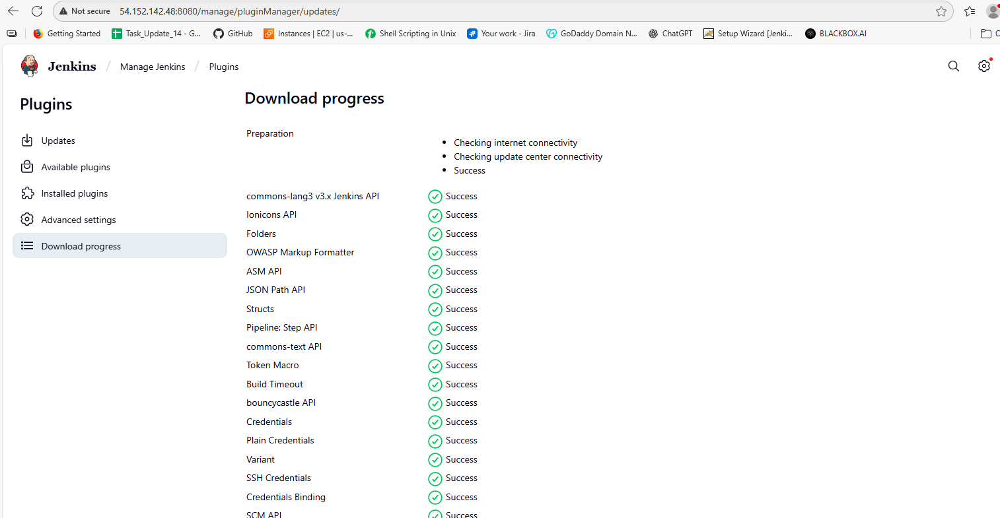 Not secure 54.152.142.48:8080/manage/pluginManager/updates/
Getting Started Task_Update_14 - G... GitHub Instances | EC2 | us-... Shell Scripting in Unix Your work - Jira GoDaddy Domain N... ChatGPT Setup Wizard [Jenki... BLACKBOX.AI
Jenkins / Manage Jenkins / Plugins
Plugins
Updates
Available plugins
Installed plugins
Advanced settings
Download progress
Download progress
Preparation
• Checking internet connectivity
• Checking update center connectivity
• Success
commons-lang3 v3.x Jenkins API Success
Ionicons API Success
Folders Success
OWASP Markup Formatter Success
ASM API Success
JSON Path API Success
Structs Success
Pipeline: Step API Success
commons-text API Success
Token Macro Success
Build Timeout Success
bouncycastle API Success
Credentials Success
Plain Credentials Success
Variant Success
SSH Credentials Success
Credentials Binding Success
SCM API Success